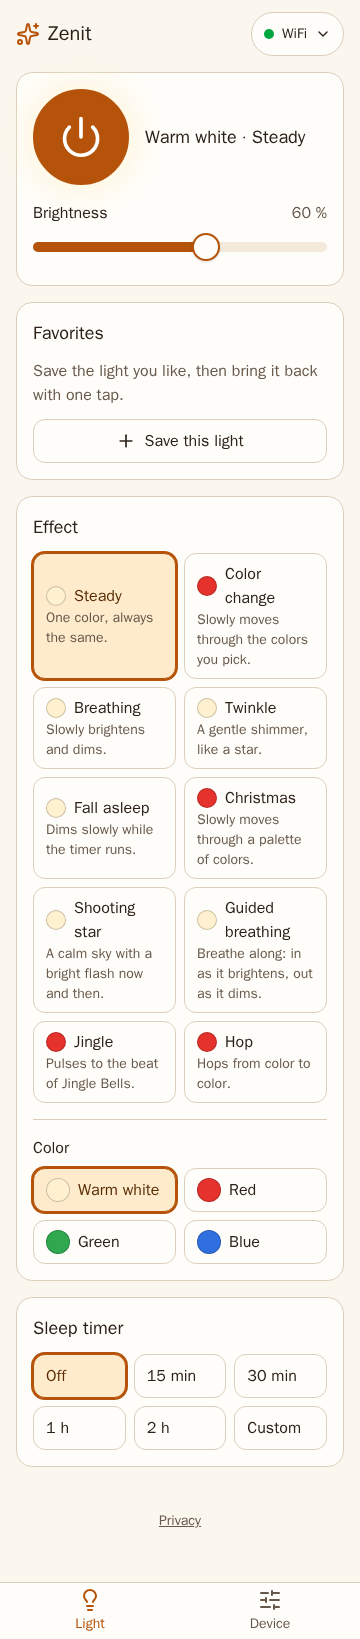 Zenit
WiFi
Warm white · Steady
Brightness
60 %
Favorites
Save the light you like, then bring it back
with one tap.
Save this light
Effect
Steady
One color, always
the same.
Color
change
Slowly moves
through the colors
you pick.
Breathing
Slowly brightens
and dims.
Twinkle
A gentle shimmer,
like a star.
Fall asleep
Dims slowly while
the timer runs.
Christmas
Slowly moves
through a palette
of colors.
Shooting
star
A calm sky with a
bright flash now
and then.
Guided
breathing
Breathe along: in
as it brightens, out
as it dims.
Jingle
Pulses to the beat
of Jingle Bells.
Hop
Hops from color to
color.
Color
Warm white
Red
Green
Blue
Sleep timer
Off
15 min
30 min
1 h
2 h
Custom
Privacy
Light
Device